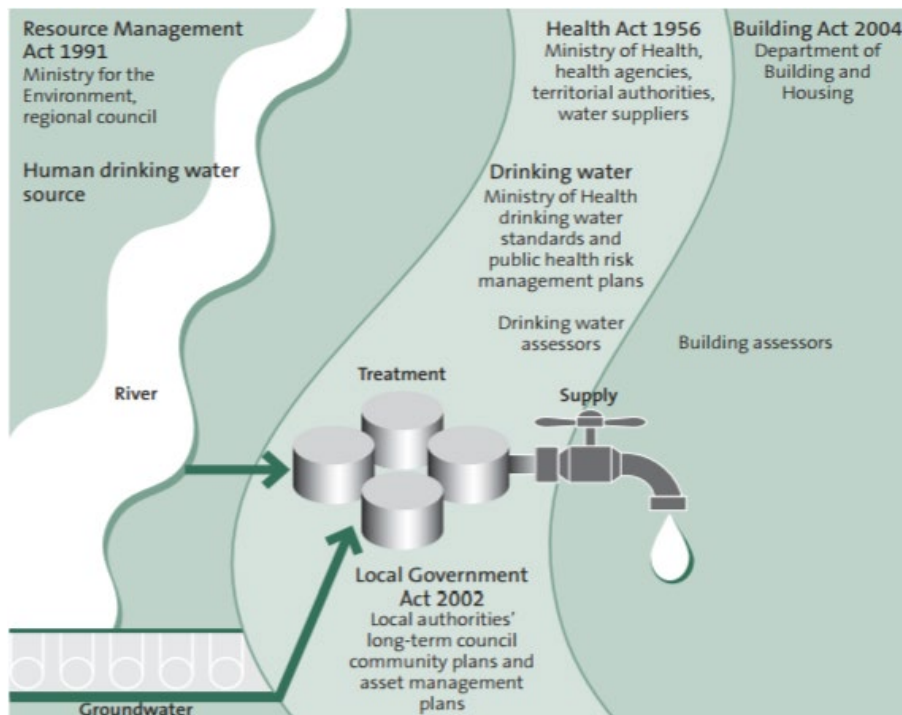 Resource Management
Act 1991
Ministry for the
Environment,
regional council
Human drinking water
source
Health Act 1956
Ministry of Health,
health agencies,
territorial authorities,
water suppliers
Building Act 2004
Department of
Building and
Housing
Drinking water
Ministry of Health
drinking water
standards and
public health risk
management plans
Drinking water
assessors
Building assessors
River
Treatment
Supply
Local Government
Act 2002
Local authorities'
long-term council
community plans and
asset management
plans
Groundwater